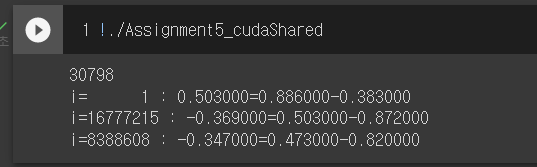 1 !./Assignment5_cudaShared
30798
i=      1 : 0.503000=0.886000-0.383000
i=16777215 : -0.369000=0.503000-0.872000
i=8388608 : -0.347000=0.473000-0.820000